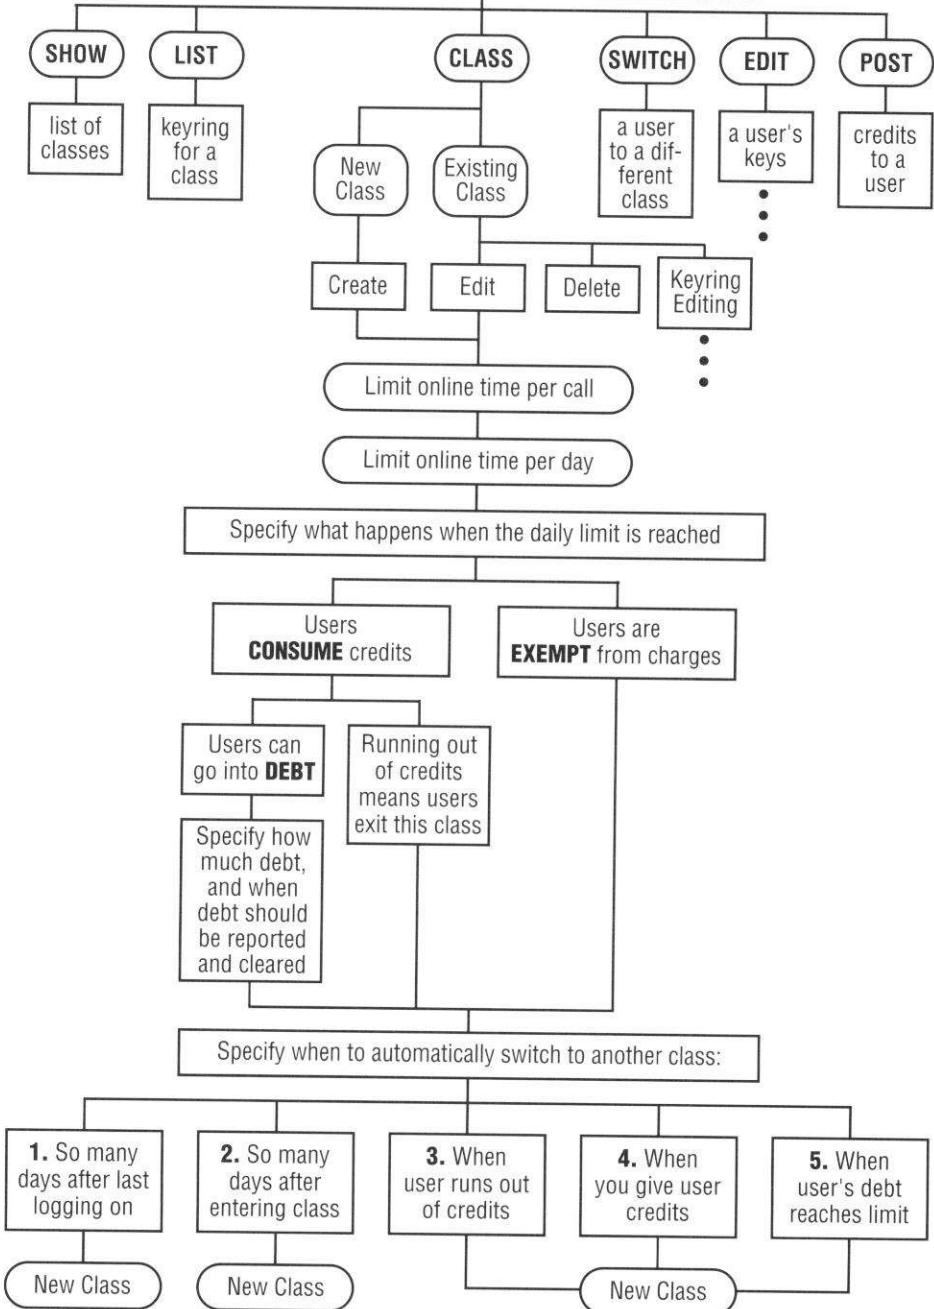 SHOW
LIST
CLASS
SWITCH
EDIT
POST
list of
classes
keyring
for a
class
New
Class
Existing
Class
a user
to a dif-
ferent
class
a user's
keys
credits
to a
user
Create
Edit
Delete
Keyring
Editing
Limit online time per call
Limit online time per day
Specify what happens when the daily limit is reached
Users
CONSUME credits
Users are
EXEMPT from charges
Users can
go into DEBT
Running out
of credits
means users
exit this class
Specify how
much debt,
and when
debt should
be reported
and cleared
Specify when to automatically switch to another class:
1. So many
days after last
logging on
2. So many
days after
entering class
3. When
user runs out
of credits
4. When
you give user
credits
5. When
user's debt
reaches limit
New Class
New Class
New Class